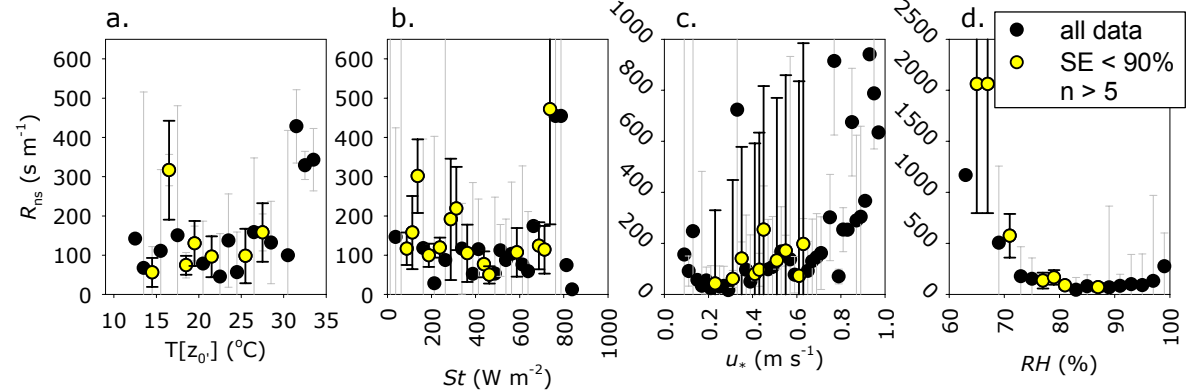 a.
b.
c.
d.
all data
SE < 90%
n > 5
R_ns (s m⁻¹)
600
500
400
300
200
100
0
10 15 20 25 30 35
T[z₀'] (°C)
600
500
400
300
200
100
0
0 200 400 600 800 1000
St (W m⁻²)
1000
800
600
400
200
0
0.0 0.2 0.4 0.6 0.8 1.0
u* (m s⁻¹)
2500
2000
1500
1000
500
0
60 70 80 90 100
RH (%)